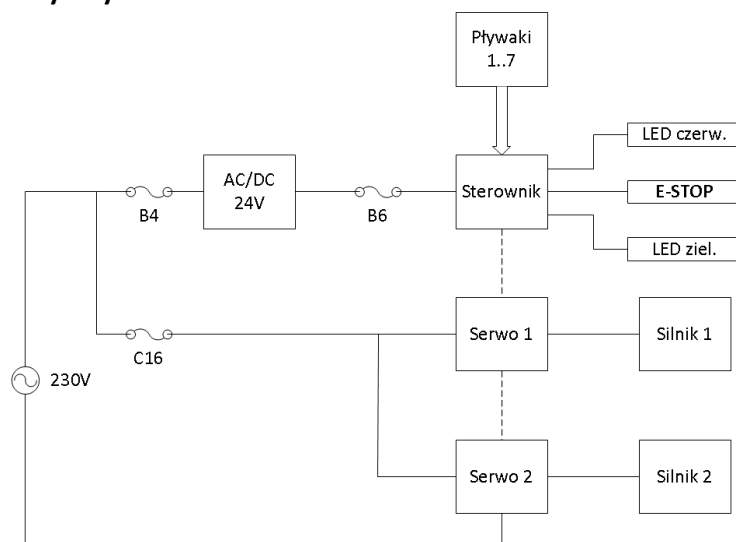 Pływaki
1..7
LED czerw.
AC/DC
24V
Sterownik
E-STOP
B4
B6
LED ziel.
Serwo 1
Silnik 1
C16
230V
Serwo 2
Silnik 2